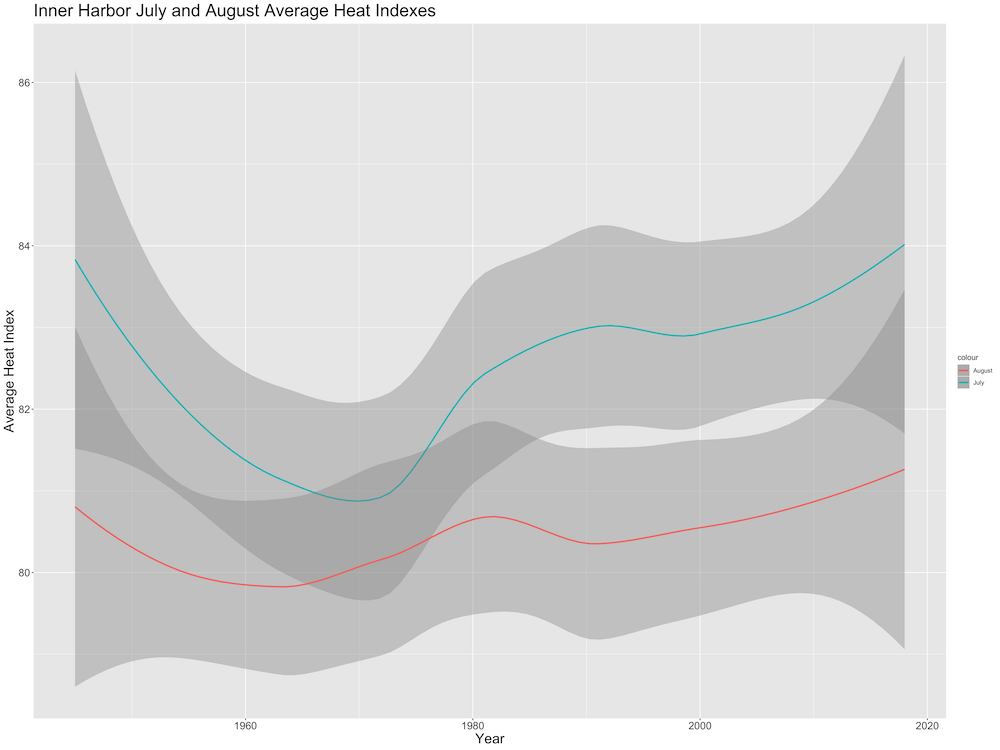 Inner Harbor July and August Average Heat Indexes
86
84
82
80
Average Heat Index
1960 1980 2000 2020
Year
colour
August
July